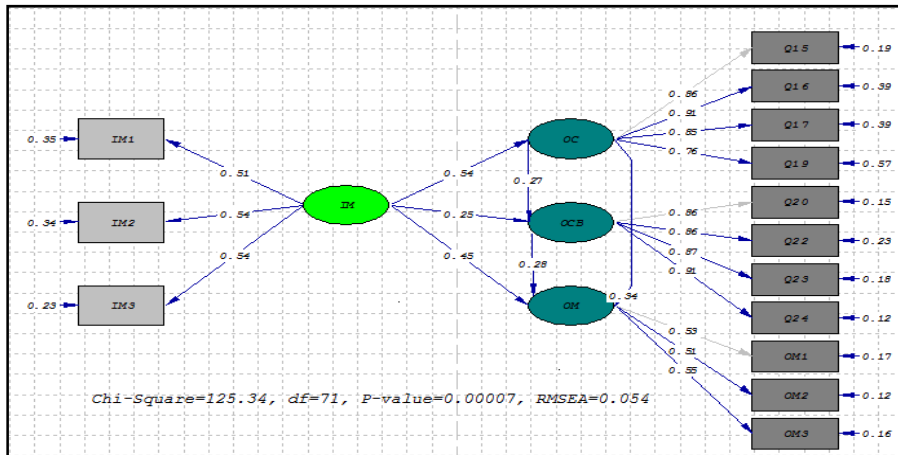 Q15
0.19
0.86
Q16
0.39
0.91
0.35
IM1
OC
0.85
Q17
0.39
0.51
0.54
0.76
Q19
0.57
0.27
0.34
IM2
0.54
IM
0.25
OCB
0.86
Q20
0.15
0.86
Q22
0.23
0.54
0.45
0.28
0.87
Q23
0.18
0.91
0.23
IM3
OM
0.34
Q24
0.12
0.53
0.51
OM1
0.17
0.55
OM2
0.12
Chi-Square=125.34, df=71, P-value=0.00007, RMSEA=0.054
OM3
0.16